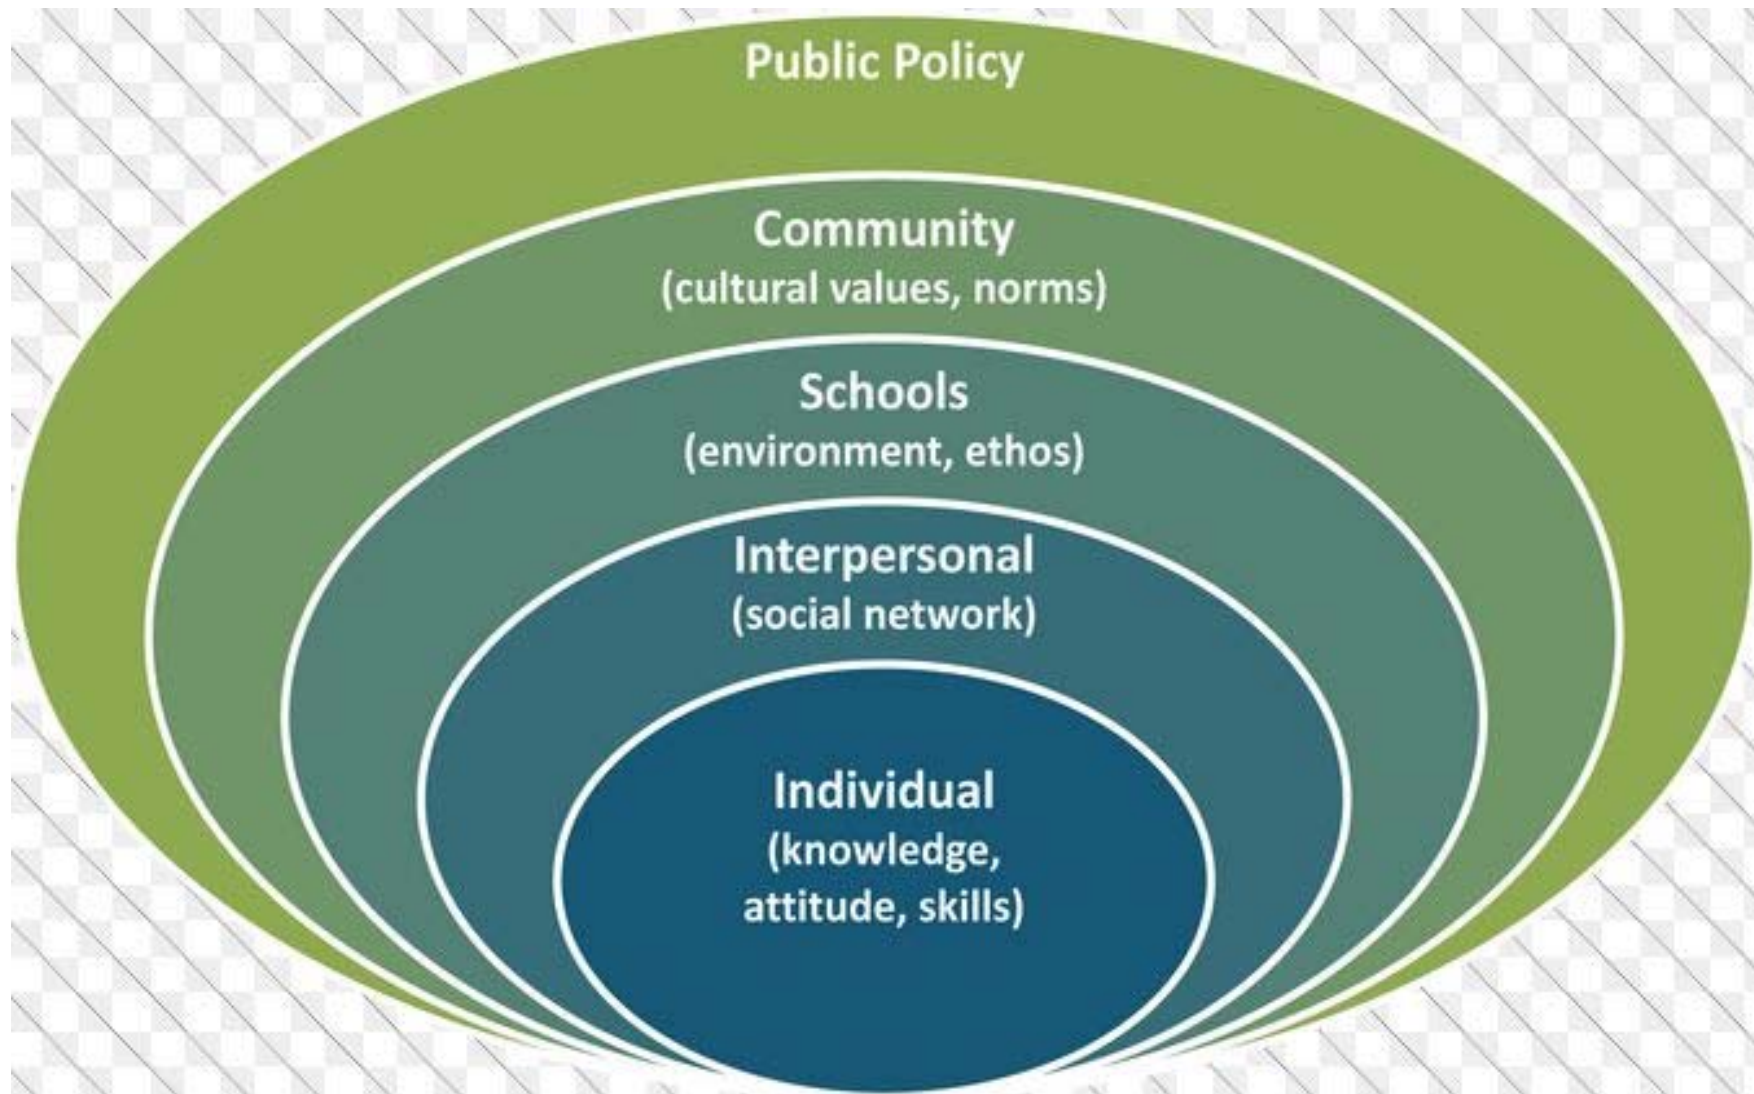 Public Policy
Community
(cultural values, norms)
Schools
(environment, ethos)
Interpersonal
(social network)
Individual
(knowledge,
attitude, skills)